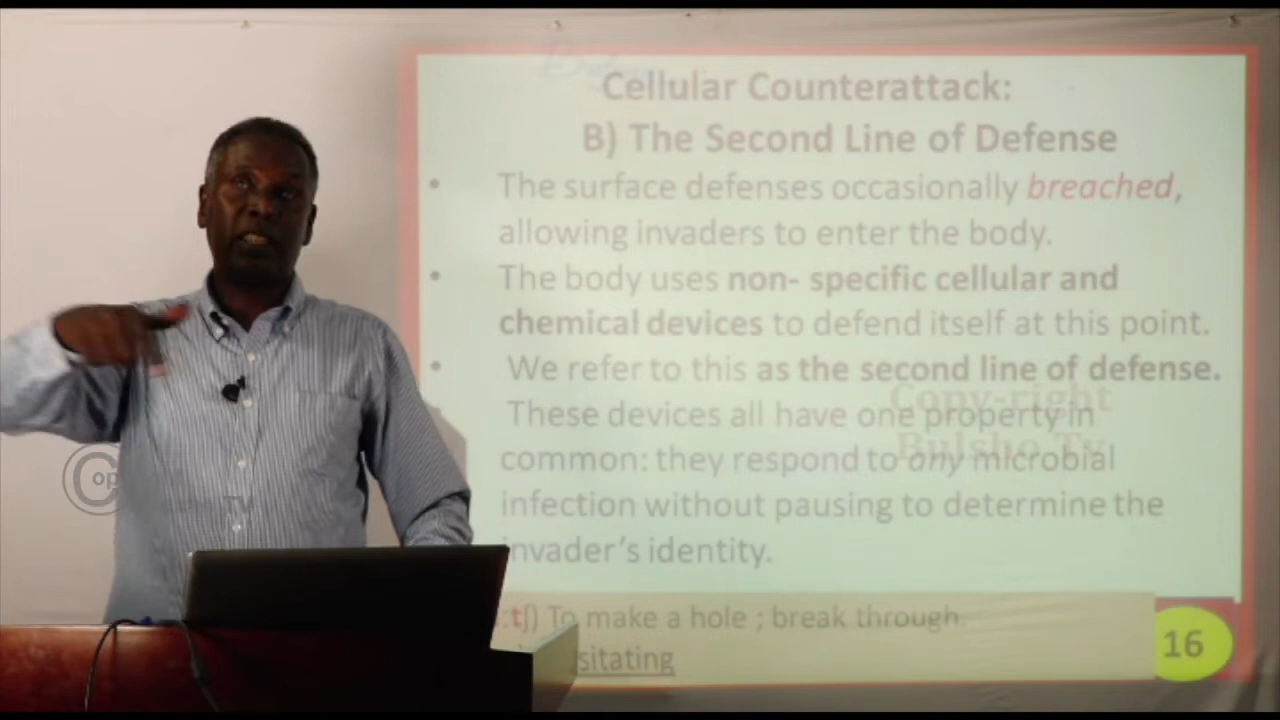 Cellular Counterattack:
B) The Second Line of Defense
• The surface defenses occasionally breached,
allowing invaders to enter the body.
• The body uses non- specific cellular and
chemical devices to defend itself at this point.
• We refer to this as the second line of defense.
These devices all have one property in
common: they respond to any microbial
infection without pausing to determine the
invader's identity.
:tʃ) To make a hole ; break through.
sitating
16
Copy-right
Bulsho Tv
Cop
TV